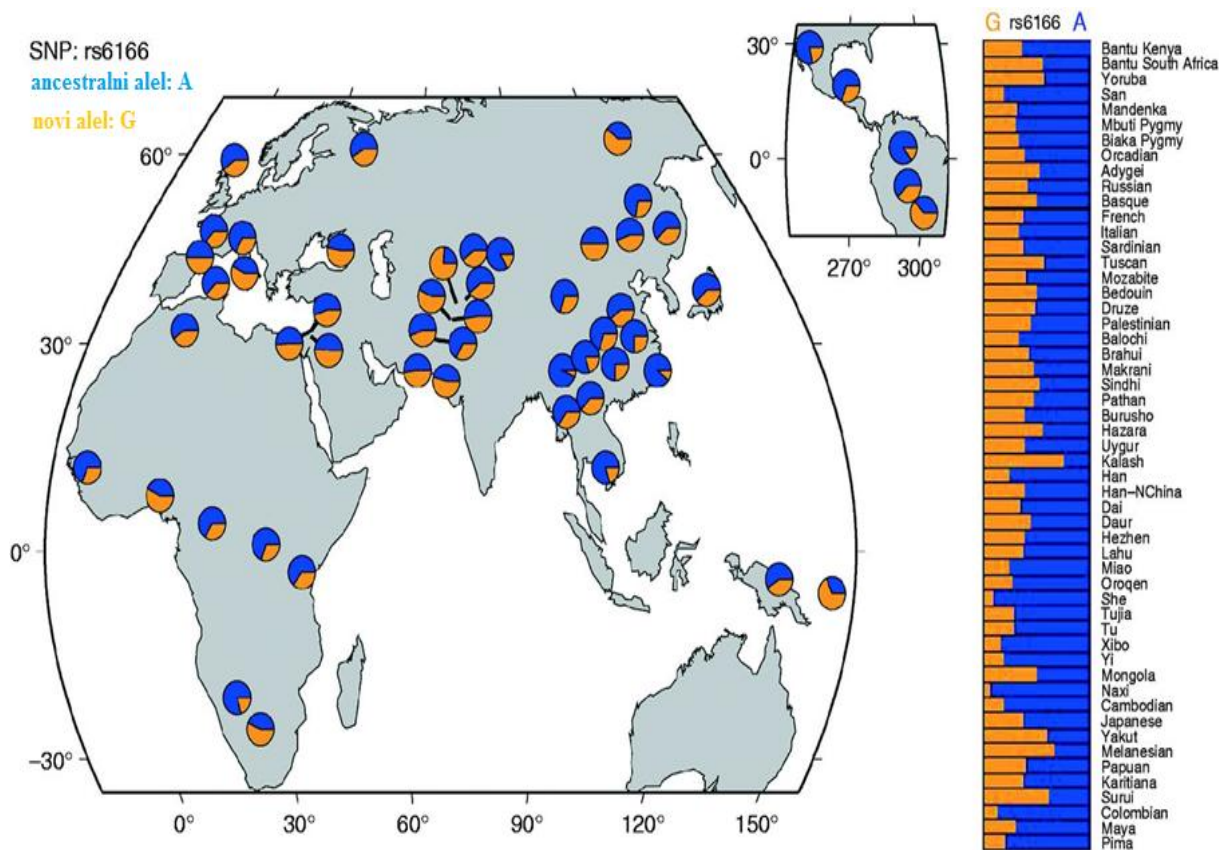 SNP: rs6166
ancestralni alel: A
novi alel: G
60°
30°
0°
−30°
0°
30°
60°
90°
120°
150°
30°
0°
270°
300°
G rs6166 A
Bantu Kenya
Bantu South Africa
Yoruba
San
Mandenka
Mbuti Pygmy
Biaka Pygmy
Orcadian
Adygei
Russian
Basque
French
Italian
Sardinian
Tuscan
Mozabite
Bedouin
Druze
Palestinian
Balochi
Brahui
Makrani
Sindhi
Pathan
Burusho
Hazara
Uygur
Kalash
Han
Han−NChina
Dai
Daur
Hezhen
Lahu
Miao
Oroqen
She
Tujia
Tu
Xibo
Yi
Mongola
Naxi
Cambodian
Japanese
Yakut
Melanesian
Papuan
Karitiana
Surui
Colombian
Maya
Pima